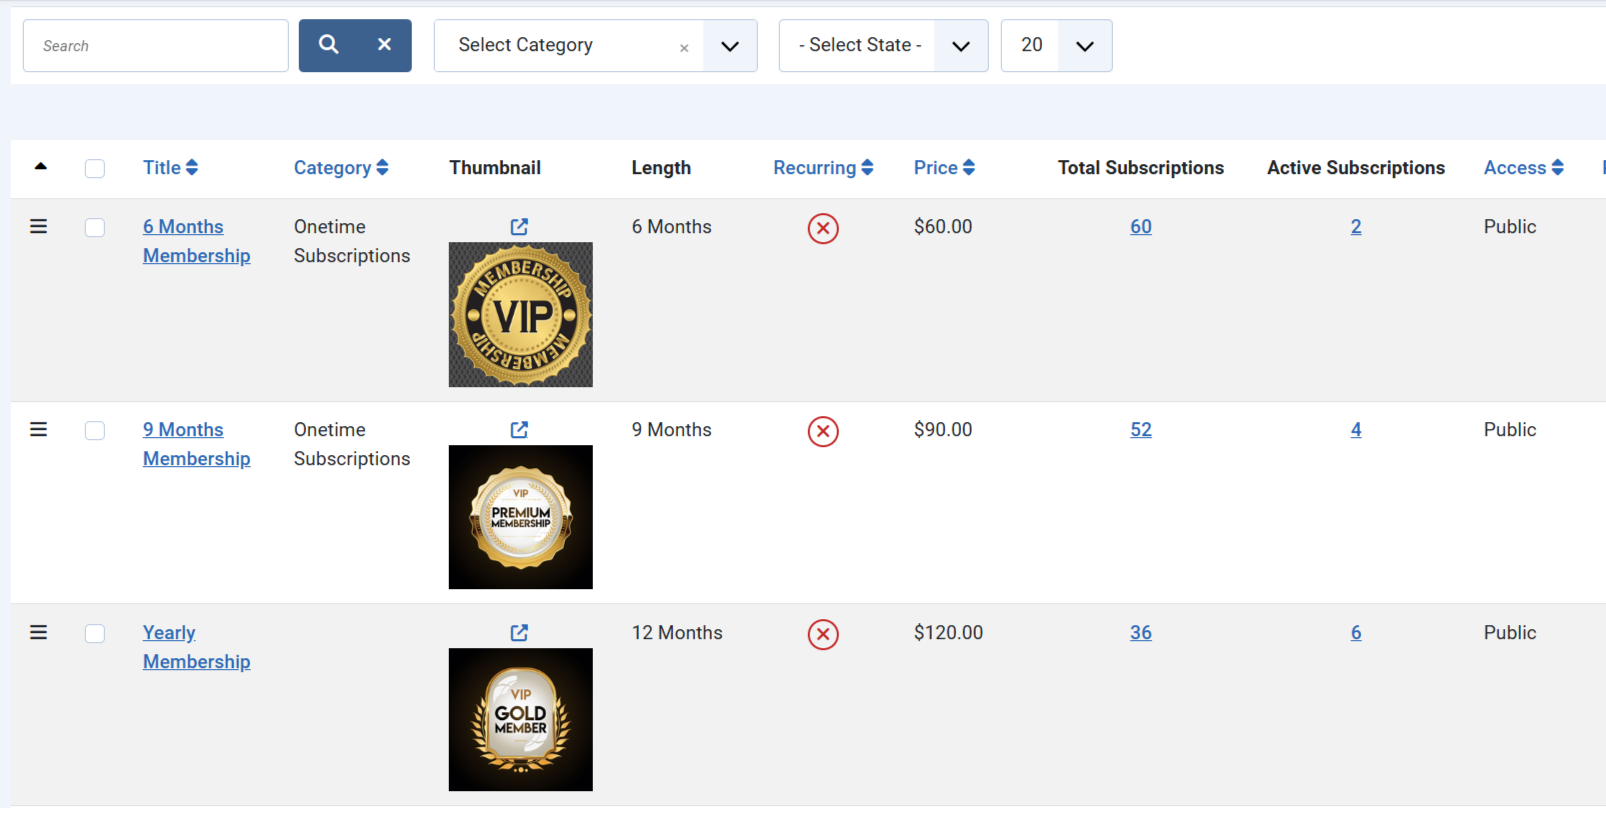 Search
Select Category
- Select State -
20
Title
Category
Thumbnail
Length
Recurring
Price
Total Subscriptions
Active Subscriptions
Access
6 Months
Membership
Onetime
Subscriptions
MEMBERSHIP
VIP
MEMBERSHIP
6 Months
$60.00
60
2
Public
9 Months
Membership
Onetime
Subscriptions
VIP
PREMIUM
MEMBERSHIP
9 Months
$90.00
52
4
Public
Yearly
Membership
VIP
GOLD
MEMBER
12 Months
$120.00
36
6
Public